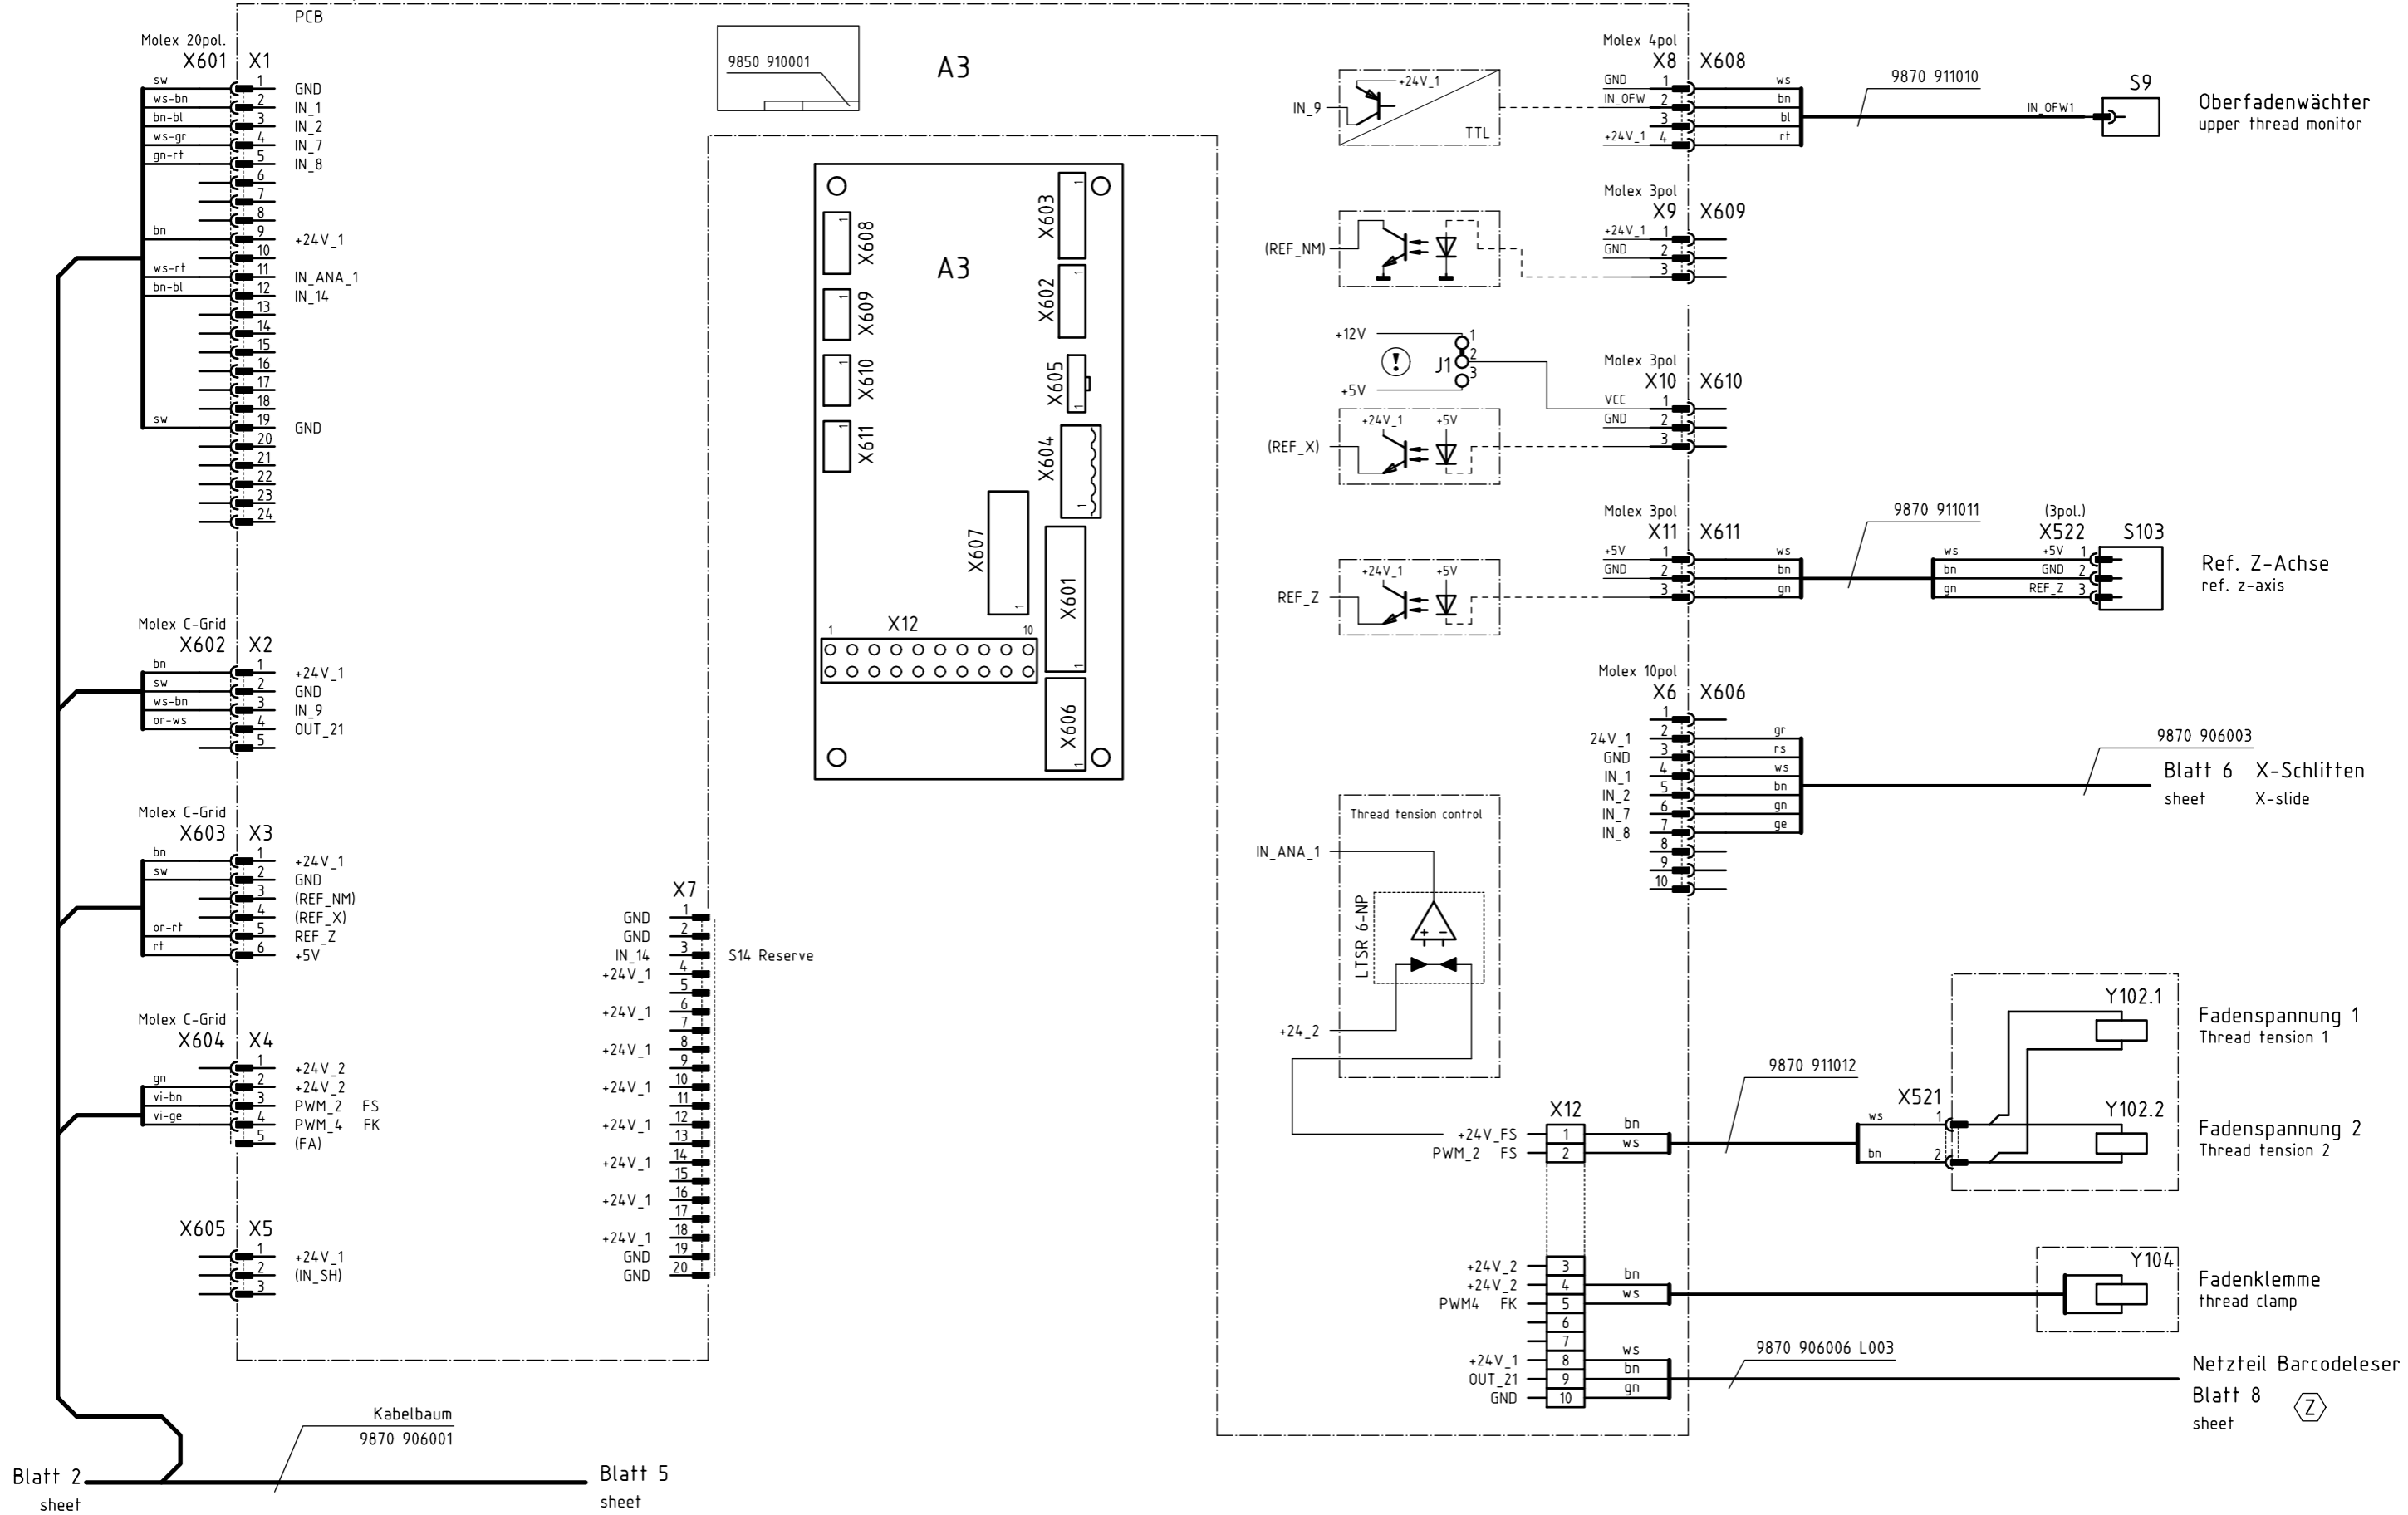 PCB
Molex 20pol.
X601 X1
sw 1 GND
ws-bn 2 IN_1
bn-bl 3 IN_2
ws-gr 4 IN_7
gn-rt 5 IN_8
6
7
8
bn 9 +24V_1
10
ws-rt 11 IN_ANA_1
bn-bl 12 IN_14
13
14
15
16
17
18
sw 19 GND
20
21
22
23
24
Molex C-Grid
X602 X2
bn 1 +24V_1
sw 2 GND
ws-bn 3 IN_9
or-ws 4 OUT_21
5
Molex C-Grid
X603 X3
bn 1 +24V_1
sw 2 GND
3 (REF_NM)
4 (REF_X)
or-rt 5 REF_Z
rt 6 +5V
Molex C-Grid
X604 X4
1 +24V_2
gn 2 +24V_2
vi-bn 3 PWM_2 FS
vi-ge 4 PWM_4 FK
5 (FA)
X605 X5
1 +24V_1
2 (IN_SH)
3
Kabelbaum
9870 906001
Blatt 2
sheet
Blatt 5
sheet
X7
GND 1
GND 2
IN_14 3 S14 Reserve
+24V_1 4
5
+24V_1 6
7
+24V_1 8
9
+24V_1 10
11
+24V_1 12
13
+24V_1 14
15
+24V_1 16
17
+24V_1 18
GND 19
GND 20
9850 910001
A3
A3
1 X608
1 X609
1 X610
1 X611
X603 1
X602 1
X605 1
X604 1
X607 1
X601 1
X606 1
1 X12 10
IN_9 +24V_1 TTL
Molex 4pol
X8 X608
GND 1 ws
IN_OFW 2 bn
3 bl
+24V_1 4 rt
9870 911010
IN_OFW1
S9
Oberfadenwächter
upper thread monitor
(REF_NM)
Molex 3pol
X9 X609
+24V_1 1
GND 2
3
+12V
+5V
!
J1
1
2
3
Molex 3pol
X10 X610
VCC 1
GND 2
3
(REF_X) +24V_1 +5V
Molex 3pol
X11 X611
+5V 1 ws
GND 2 bn
3 gn
REF_Z +24V_1 +5V
9870 911011
(3pol.)
X522 S103
ws +5V 1
bn GND 2
gn REF_Z 3
Ref. Z-Achse
ref. z-axis
Molex 10pol
X6 X606
1
24V_1 2 gr
GND 3 rs
IN_1 4 ws
IN_2 5 bn
IN_7 6 gn
IN_8 7 ge
8
9
10
9870 906003
Blatt 6 X-Schlitten
sheet X-slide
Thread tension control
IN_ANA_1
LTSR 6-NP
+ -
+24_2
X12
+24V_FS 1 bn
PWM_2 FS 2 ws
9870 911012
X521
ws 1
bn 2
Y102.1
Fadenspannung 1
Thread tension 1
Y102.2
Fadenspannung 2
Thread tension 2
+24V_2 3
+24V_2 4 bn
PWM4 FK 5 ws
6
7
+24V_1 8 ws
OUT_21 9 bn
GND 10 gn
Y104
Fadenklemme
thread clamp
9870 906006 L003
Netzteil Barcodeleser
Blatt 8
sheet
Z